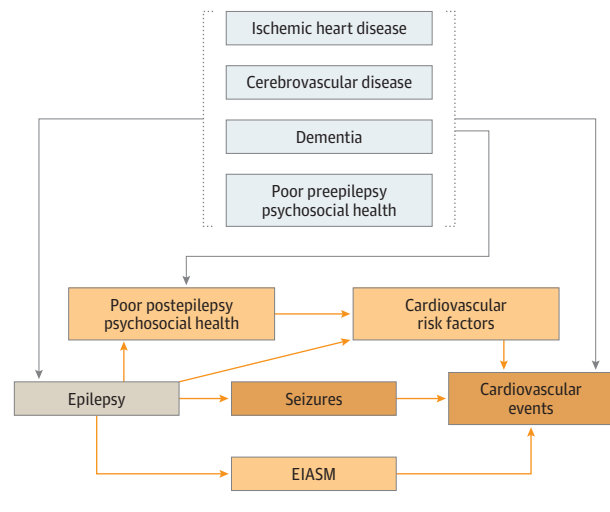 Ischemic heart disease
Cerebrovascular disease
Dementia
Poor preepilepsy
psychosocial health
Poor postepilepsy
psychosocial health
Cardiovascular
risk factors
Epilepsy
Seizures
Cardiovascular
events
EIASM